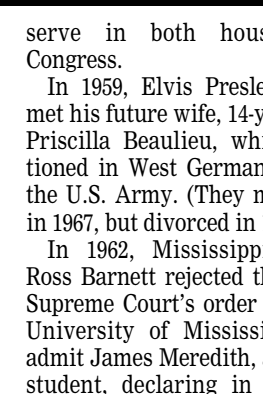 serve in both hous
Congress.
In 1959, Elvis Presle
met his future wife, 14-y
Priscilla Beaulieu, whi
tioned in West German
the U.S. Army. (They m
in 1967, but divorced in
In 1962, Mississipp
Ross Barnett rejected th
Supreme Court's order
University of Mississi
admit James Meredith,
student, declaring in